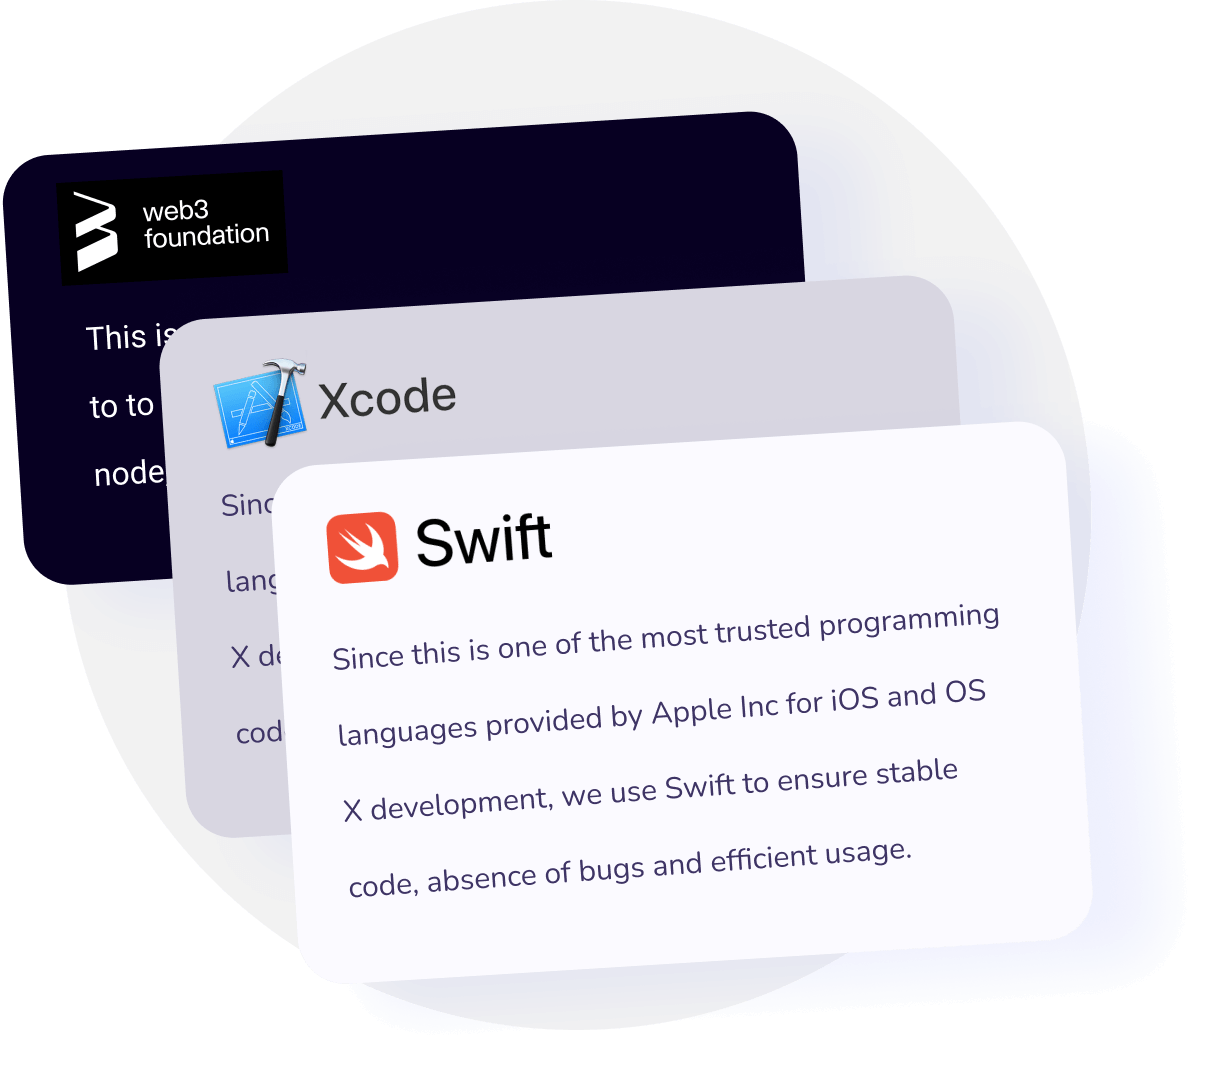 web3
foundation
This is
to to
node,
Xcode
Sinc
lang
X de
code
Swift
Since this is one of the most trusted programming
languages provided by Apple Inc for iOS and OS
X development, we use Swift to ensure stable
code, absence of bugs and efficient usage.